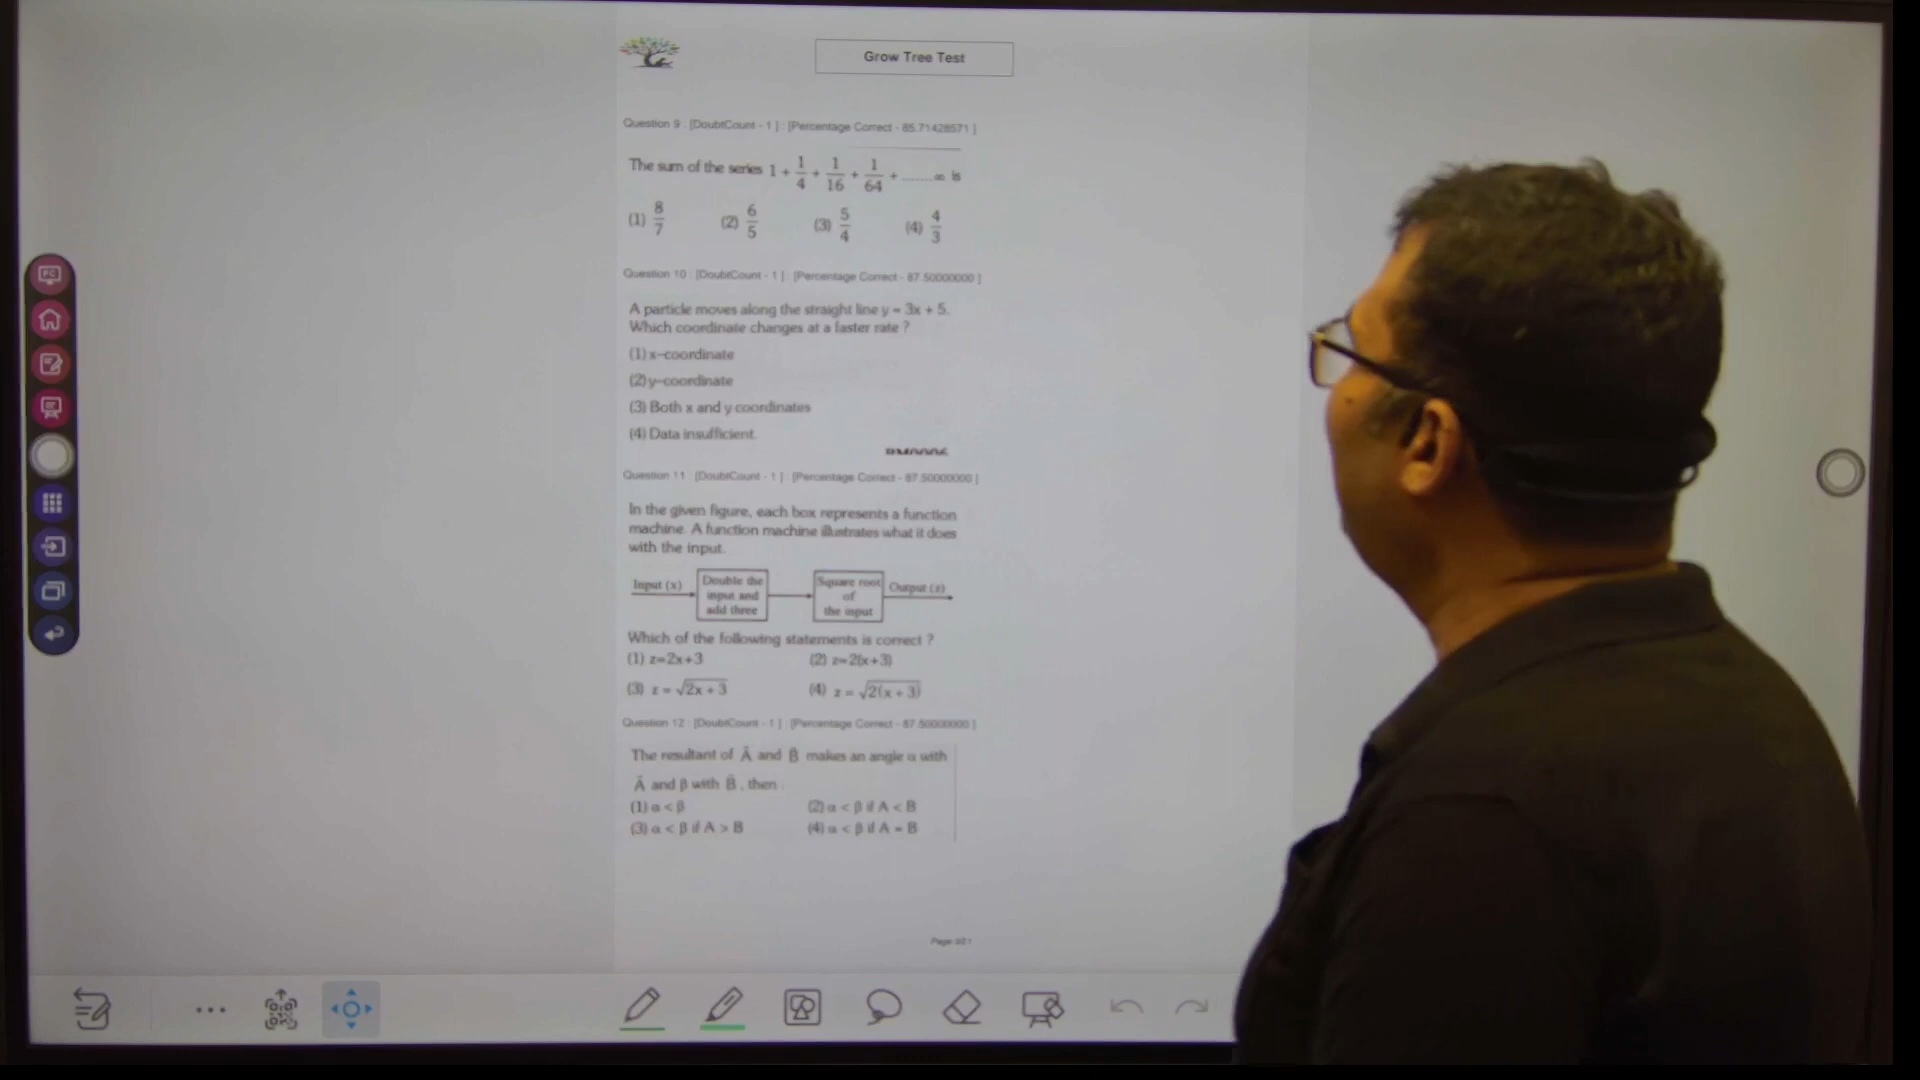 Grow Tree Test
Question 9 : [DoubtCount - 1 ] : [Percentage Correct - 85.71428571 ]
The sum of the series 1 + 1/4 + 1/16 + 1/64 + .......∞ is
(1) 8/7 (2) 6/5 (3) 5/4 (4) 4/3
Question 10 : [DoubtCount - 1 ] : [Percentage Correct - 87.50000000 ]
A particle moves along the straight line y = 3x + 5.
Which coordinate changes at a faster rate ?
(1) x–coordinate
(2) y–coordinate
(3) Both x and y coordinates
(4) Data insufficient.
Question 11 : [DoubtCount - 1 ] : [Percentage Correct - 87.50000000 ]
In the given figure, each box represents a function
machine. A function machine illustrates what it does
with the input.
Input (x) Double the input and add three Square root of the input Output (z)
Which of the following statements is correct ?
(1) z=2x+3 (2) z=2(x+3)
(3) z = √(2x + 3) (4) z = √(2(x + 3))
Question 12 : [DoubtCount - 1 ] : [Percentage Correct - 87.50000000 ]
The resultant of A⃗ and B⃗ makes an angle α with
A⃗ and β with B⃗ , then :
(1) α < β (2) α < β if A < B
(3) α < β if A > B (4) α < β if A = B
PC